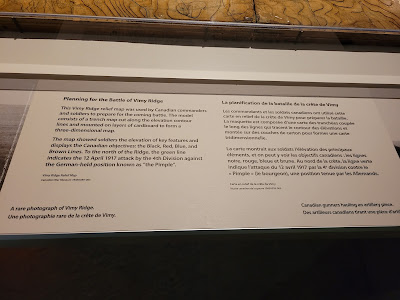 Planning for the Battle of Vimy Ridge
The Vimy Ridge relief map was used by Canadian commanders
and soldiers to prepare for the coming battle. The model
consists of a trench map cut along the elevation contour
lines and mounted on layers of cardboard to form a
three-dimensional map.
The map showed soldiers the elevation of key features and
displays the Canadian objectives: the Black, Red, Blue, and
Brown Lines. To the north of the Ridge, the green line
indicates the 12 April 1917 attack by the 4th Division against
the German-held position known as "the Pimple".
Vimy Ridge Relief Map
A rare photograph of Vimy Ridge.
Une photographie rare de la crête de Vimy.
La planification de la bataille de la crête de Vimy
Les commandants et les soldats canadiens ont utilisé cette
carte en relief de la crête de Vimy pour préparer la bataille.
La maquette est composée d'une carte des tranchées coupée
le long des lignes qui tracent le contour des élévations et
montée sur des couches de carton pour former une carte
tridimensionnelle.
La carte montrait aux soldats l'élévation des principaux
éléments, et on peut y voir les objectifs canadiens : les lignes
noire, rouge, bleue et brune. Au nord de la crête, la ligne verte
indique l'attaque du 12 avril 1917 par la 4e Division contre le
« Pimple » (le bourgeon), une position tenue par les Allemands.
Carte en relief de la crête de Vimy
Canadian gunners healing an artillery piece.
Des artilleurs canadiens tirant une pièce d'artil